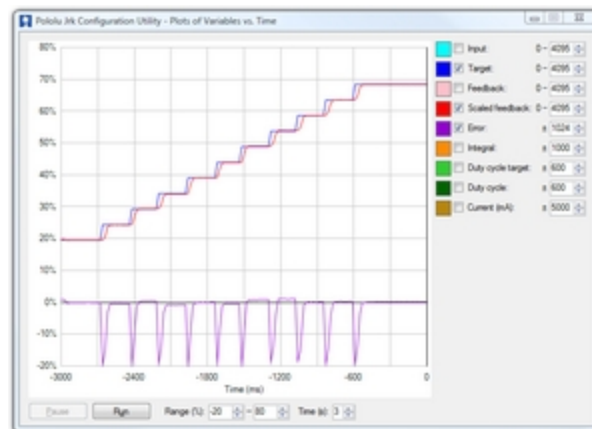 Pololu Jrk Configuration Utility - Plots of Variables vs. Time
80%
70%
60%
50%
40%
30%
20%
10%
0%
-10%
-20%
-3000 -2400 -1800 -1200 -600 0
Time (ms)
Input: 0 - 4095
Target: 0 - 4095
Feedback: 0 - 4095
Scaled feedback: 0 - 4095
Error: ± 1024
Integral: ± 1000
Duty cycle target: ± 600
Duty cycle: ± 600
Current (mA): ± 5000
Pause Run Range (%): -20 - 80 Time (s): 3